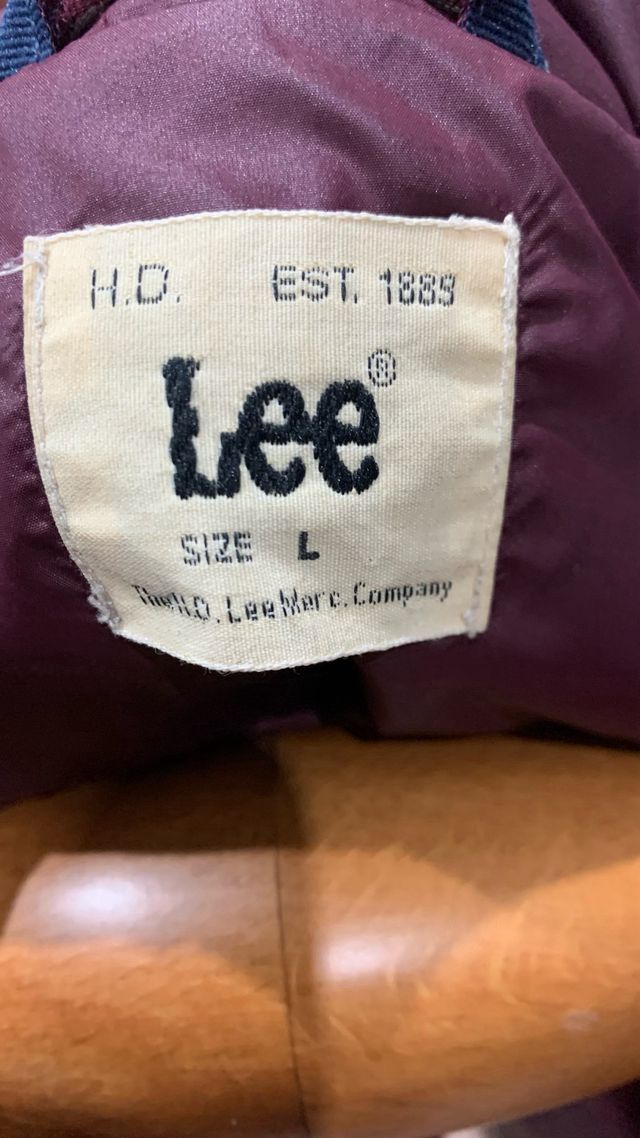 H.D. EST. 1889
Lee®
SIZE L
The H.D. Lee Merc. Company